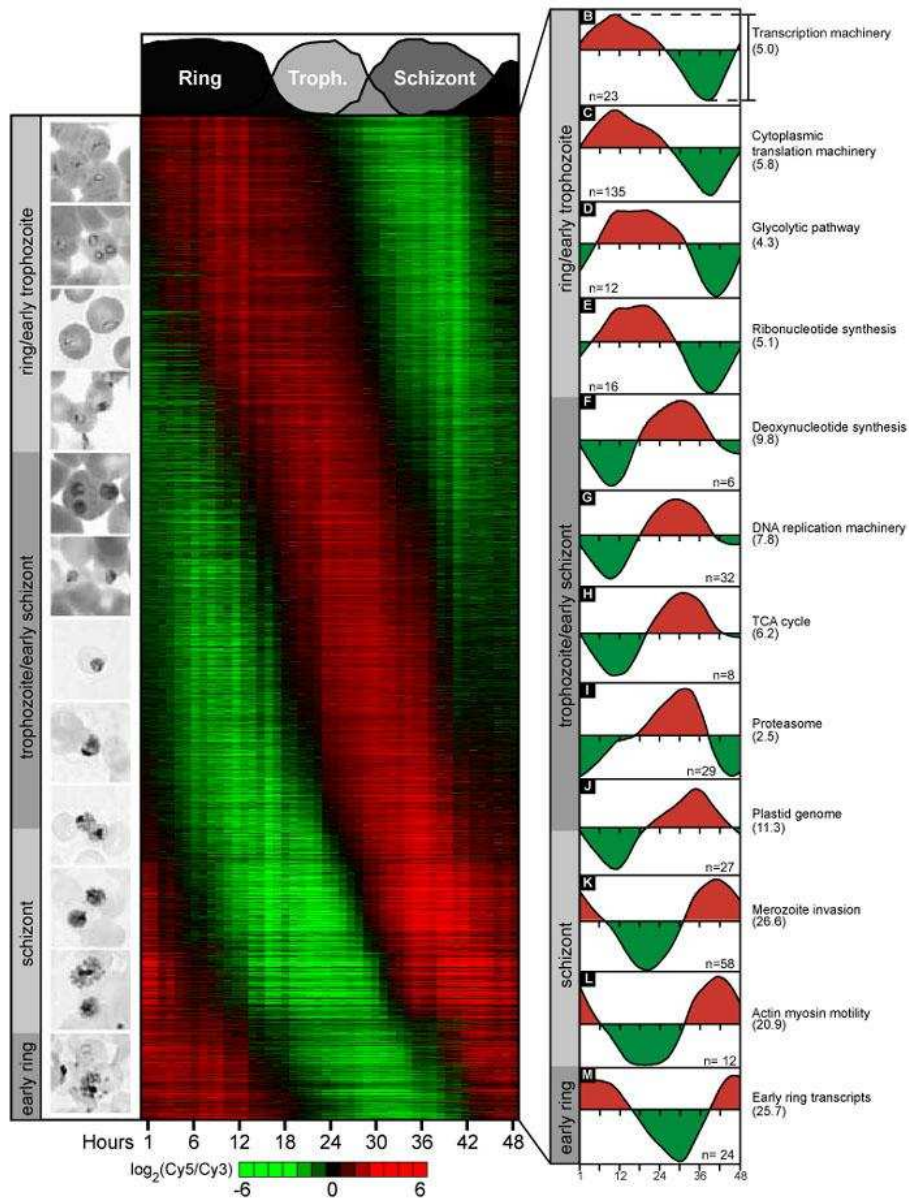 Ring
Troph.
Schizont
ring/early trophozoite
trophozoite/early schizont
schizont
early ring
Hours 1 6 12 18 24 30 36 42 48
log2(Cy5/Cy3)
-6 0 6
ring/early trophozoite
trophozoite/early schizont
schizont
early ring
B
n=23
Transcription machinery
(5.0)
C
n=135
Cytoplasmic
translation machinery
(5.8)
D
n=12
Glycolytic pathway
(4.3)
E
n=16
Ribonucleotide synthesis
(5.1)
F
n=6
Deoxynucleotide synthesis
(9.8)
G
n=32
DNA replication machinery
(7.8)
H
n=8
TCA cycle
(6.2)
I
n=29
Proteasome
(2.5)
J
n=27
Plastid genome
(11.3)
K
n=58
Merozoite invasion
(26.6)
L
n= 12
Actin myosin motility
(20.9)
M
n= 24
Early ring transcripts
(25.7)
1 12 24 36 48